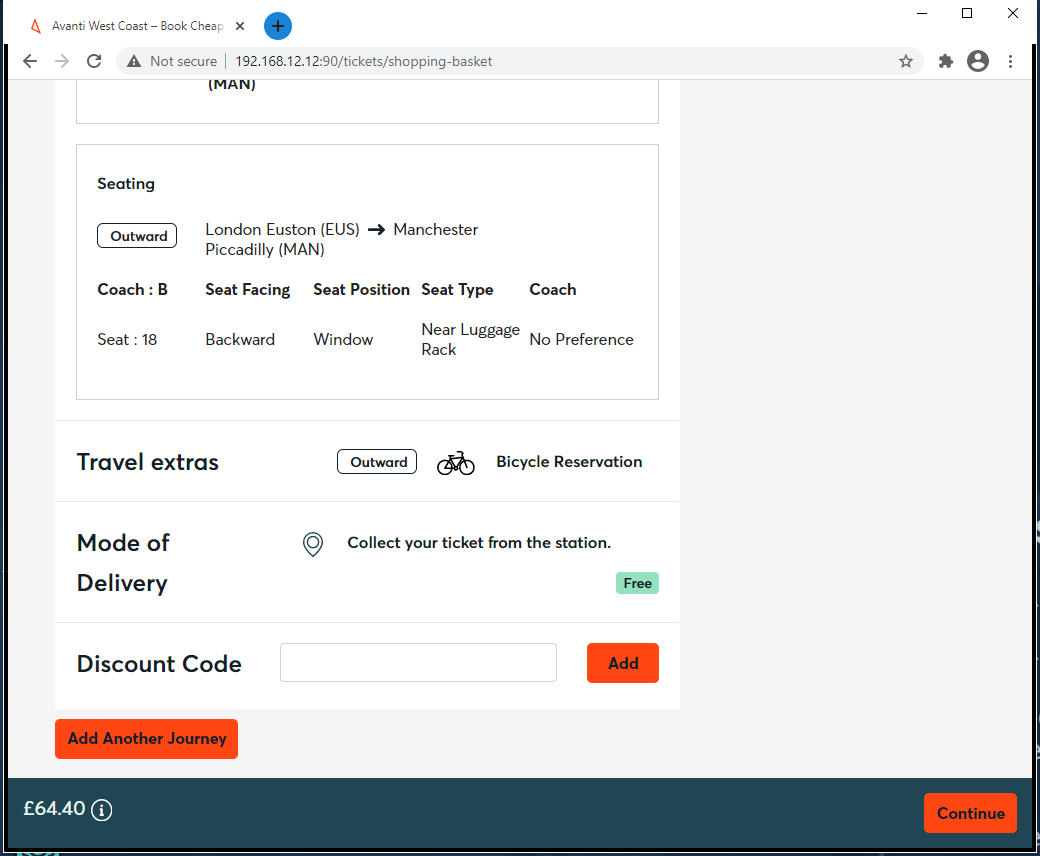 Avanti West Coast – Book Cheap
Not secure
192.168.12.12:90/tickets/shopping-basket
(MAN)
Seating
Outward
London Euston (EUS) ➔ Manchester
Piccadilly (MAN)
Coach : B Seat Facing Seat Position Seat Type Coach
Seat : 18 Backward Window Near Luggage Rack No Preference
Travel extras Outward Bicycle Reservation
Mode of
Delivery
Collect your ticket from the station.
Free
Discount Code Add
Add Another Journey
£64.40 Continue